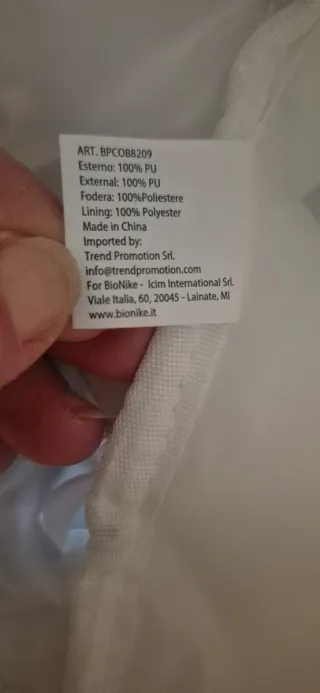 ART. BPCO88209
Esterno: 100% PU
External: 100% PU
Fodera: 100%Poliestere
Lining: 100% Polyester
Made in China
Imported by:
Trend Promotion Srl.
info@trendpromotion.com
For BioNike - Icim International Srl.
Viale Italia, 60, 20045 - Lainate, MI
www.bionike.it